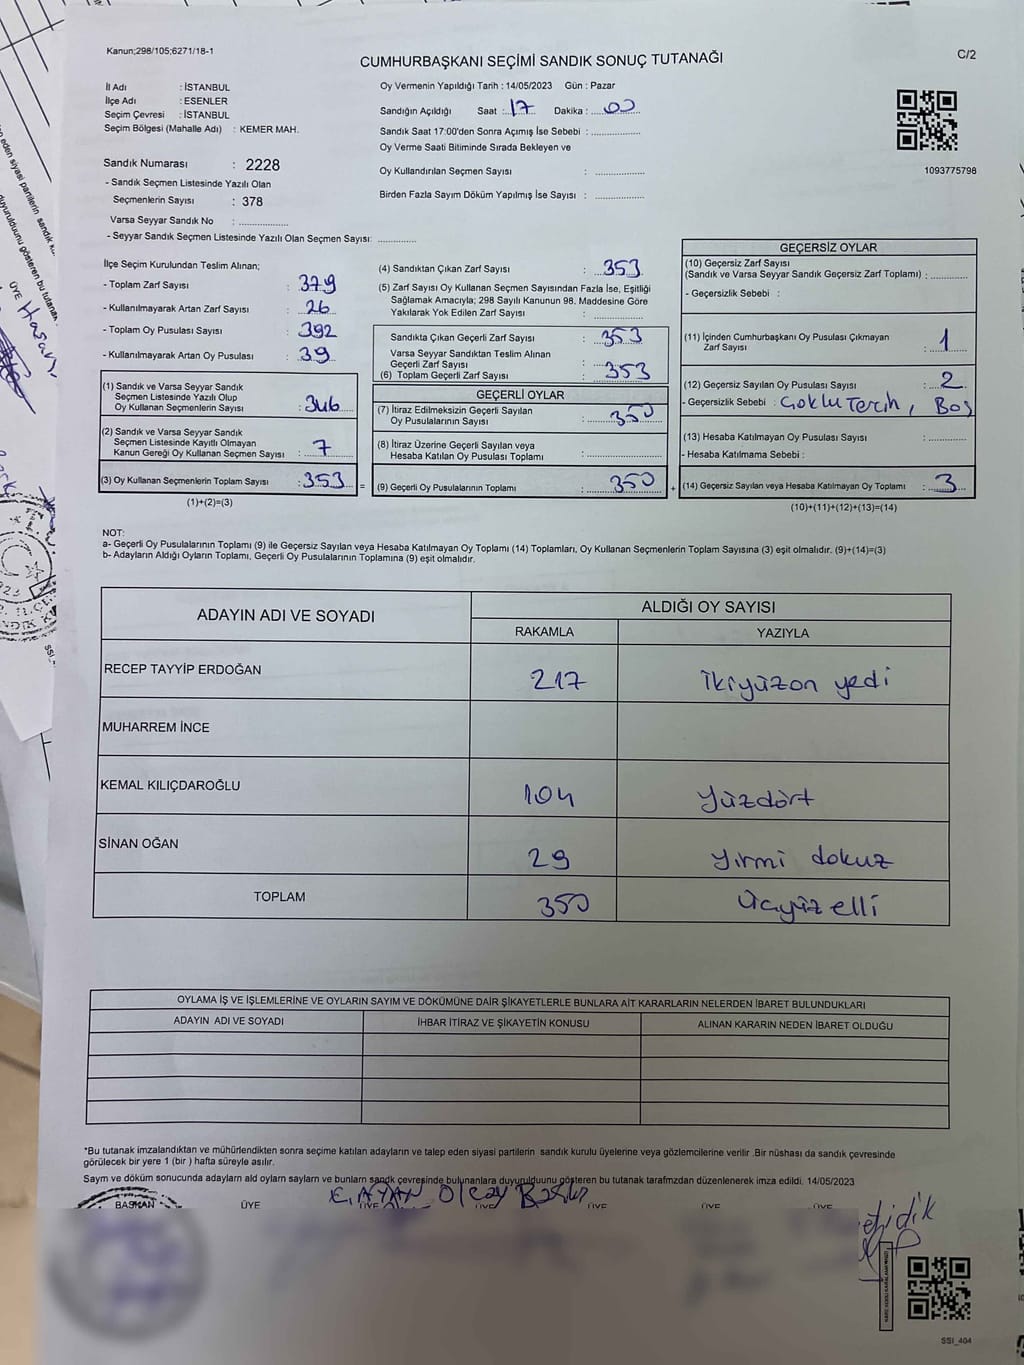 Kanun;298/105;6271/18-1
CUMHURBAŞKANI SEÇİMİ SANDIK SONUÇ TUTANAĞI
C/2
İl Adı : İSTANBUL
İlçe Adı : ESENLER
Seçim Çevresi : İSTANBUL
Seçim Bölgesi (Mahalle Adı) : KEMER MAH.
Sandık Numarası : 2228
- Sandık Seçmen Listesinde Yazılı Olan
Seçmenlerin Sayısı : 378
Varsa Seyyar Sandık No : ..............
- Seyyar Sandık Seçmen Listesinde Yazılı Olan Seçmen Sayısı: ............
Oy Vermenin Yapıldığı Tarih : 14/05/2023 Gün : Pazar
Sandığın Açıldığı Saat : 17 Dakika : 00
Sandık Saat 17:00'den Sonra Açımış İse Sebebi : ..............
Oy Verme Saati Bitiminde Sırada Bekleyen ve
Oy Kullandırılan Seçmen Sayısı : ..............
Birden Fazla Sayım Döküm Yapılmış İse Sayısı : ..............
1093775798
İlçe Seçim Kurulundan Teslim Alınan;
- Toplam Zarf Sayısı : 379
- Kullanılmayarak Artan Zarf Sayısı : 26
- Toplam Oy Pusulası Sayısı : 392
- Kullanılmayarak Artan Oy Pusulası : 39
(1) Sandık ve Varsa Seyyar Sandık
Seçmen Listesinde Yazılı Olup
Oy Kullanan Seçmenlerin Sayısı : 346
(2) Sandık ve Varsa Seyyar Sandık
Seçmen Listesinde Kayıtlı Olmayan
Kanun Gereği Oy Kullanan Seçmen Sayısı : 7
(3) Oy Kullanan Seçmenlerin Toplam Sayısı : 353 =
(1)+(2)=(3)
(4) Sandıktan Çıkan Zarf Sayısı : 353
(5) Zarf Sayısı Oy Kullanan Seçmen Sayısından Fazla İse, Eşitliği
Sağlamak Amacıyla; 298 Sayılı Kanunun 98. Maddesine Göre
Yakılarak Yok Edilen Zarf Sayısı : ..............
Sandıkta Çıkan Geçerli Zarf Sayısı : 353
Varsa Seyyar Sandıktan Teslim Alınan
Geçerli Zarf Sayısı : ..............
(6) Toplam Geçerli Zarf Sayısı : 353
GEÇERLİ OYLAR
(7) İtiraz Edilmeksizin Geçerli Sayılan
Oy Pusulalarının Sayısı : 350
(8) İtiraz Üzerine Geçerli Sayılan veya
Hesaba Katılan Oy Pusulası Toplamı : ..............
(9) Geçerli Oy Pusulalarının Toplamı : 350 +
GEÇERSİZ OYLAR
(10) Geçersiz Zarf Sayısı
(Sandık ve Varsa Seyyar Sandık Geçersiz Zarf Toplamı) : ............
- Geçersizlik Sebebi :
(11) İçinden Cumhurbaşkanı Oy Pusulası Çıkmayan
Zarf Sayısı : 1
(12) Geçersiz Sayılan Oy Pusulası Sayısı : 2
- Geçersizlik Sebebi : Çoklu Tercih, Boş
(13) Hesaba Katılmayan Oy Pusulası Sayısı : ............
- Hesaba Katılmama Sebebi :
(14) Geçersiz Sayılan veya Hesaba Katılmayan Oy Toplamı : 3
(10)+(11)+(12)+(13)=(14)
NOT:
a- Geçerli Oy Pusulalarının Toplamı (9) ile Geçersiz Sayılan veya Hesaba Katılmayan Oy Toplamı (14) Toplamları, Oy Kullanan Seçmenlerin Toplam Sayısına (3) eşit olmalıdır. (9)+(14)=(3)
b- Adayların Aldığı Oyların Toplamı, Geçerli Oy Pusulalarının Toplamına (9) eşit olmalıdır.
ADAYIN ADI VE SOYADI ALDIĞI OY SAYISI
RAKAMLA YAZIYLA
RECEP TAYYİP ERDOĞAN 217 İkiyüzon yedi
MUHARREM İNCE
KEMAL KILIÇDAROĞLU 104 Yüzdört
SİNAN OĞAN 29 Yirmi dokuz
TOPLAM 350 Üçyüz elli
OYLAMA İŞ VE İŞLEMLERİNE VE OYLARIN SAYIM VE DÖKÜMÜNE DAİR ŞİKAYETLERLE BUNLARA AİT KARARLARIN NELERDEN İBARET BULUNDUKLARI
ADAYIN ADI VE SOYADI İHBAR İTİRAZ VE ŞİKAYETİN KONUSU ALINAN KARARIN NEDEN İBARET OLDUĞU
*Bu tutanak imzalandıktan ve mühürlendikten sonra seçime katılan adayların ve talep eden siyasi partilerin sandık kurulu üyelerine veya gözlemcilerine verilir .Bir nüshası da sandık çevresinde
görülecek bir yere 1 (bir ) hafta süreyle asılır.
Sayım ve döküm sonucunda adayların ald oyların sayların ve bunların sandk çevresinde bulunanlara duyurulduunu gösteren bu tutanak tarafmzdan düzenlenerek imza edildi. 14/05/2023
BAŞKAN ÜYE ÜYE ÜYE ÜYE ÜYE ÜYE
E. AYAN Olcay
SSI_404